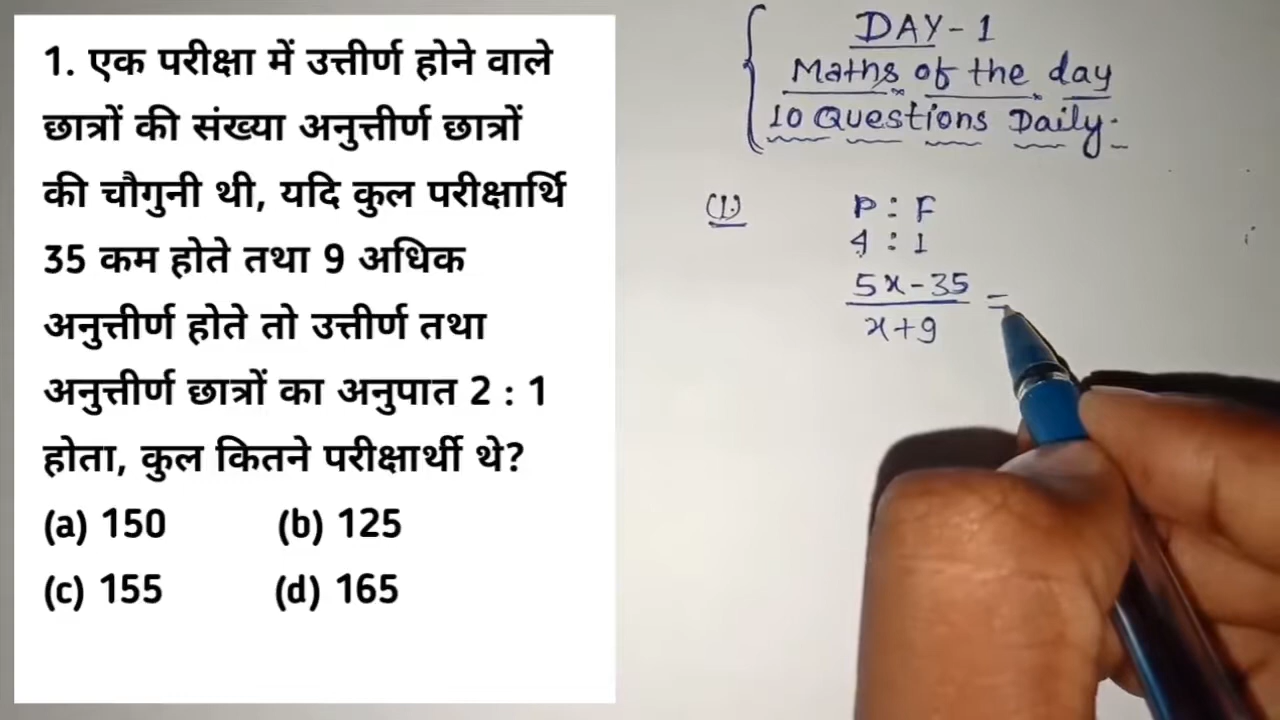 1. एक परीक्षा में उत्तीर्ण होने वाले
छात्रों की संख्या अनुत्तीर्ण छात्रों
की चौगुनी थी, यदि कुल परीक्षार्थि
35 कम होते तथा 9 अधिक
अनुत्तीर्ण होते तो उत्तीर्ण तथा
अनुत्तीर्ण छात्रों का अनुपात 2 : 1
होता, कुल कितने परीक्षार्थी थे?
(a) 150 (b) 125
(c) 155 (d) 165
DAY - 1
Maths of the day
10 Questions Daily.
(1) P : F
4 : 1
5x - 35
x + 9 =